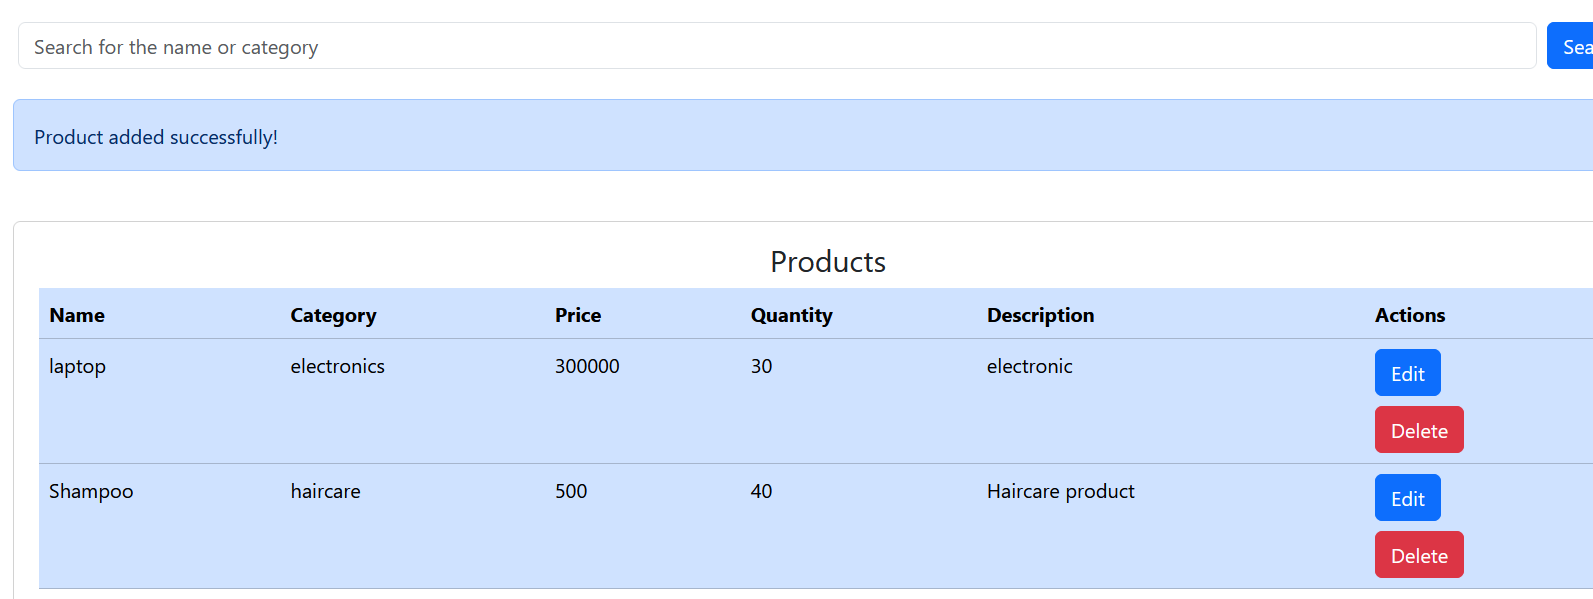 Search for the name or category Sea
Product added successfully!
Products
Name Category Price Quantity Description Actions
laptop electronics 300000 30 electronic Edit
Delete
Shampoo haircare 500 40 Haircare product Edit
Delete